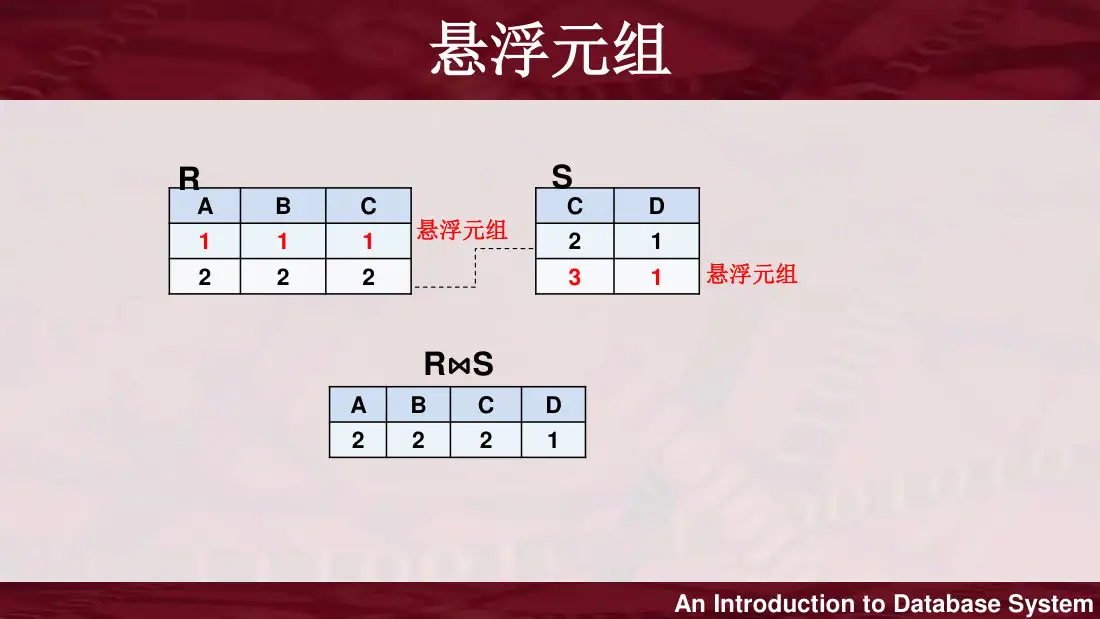 悬浮元组
R
A B C
1 1 1 悬浮元组
2 2 2
S
C D
2 1
3 1 悬浮元组
R⋈S
A B C D
2 2 2 1
An Introduction to Database System